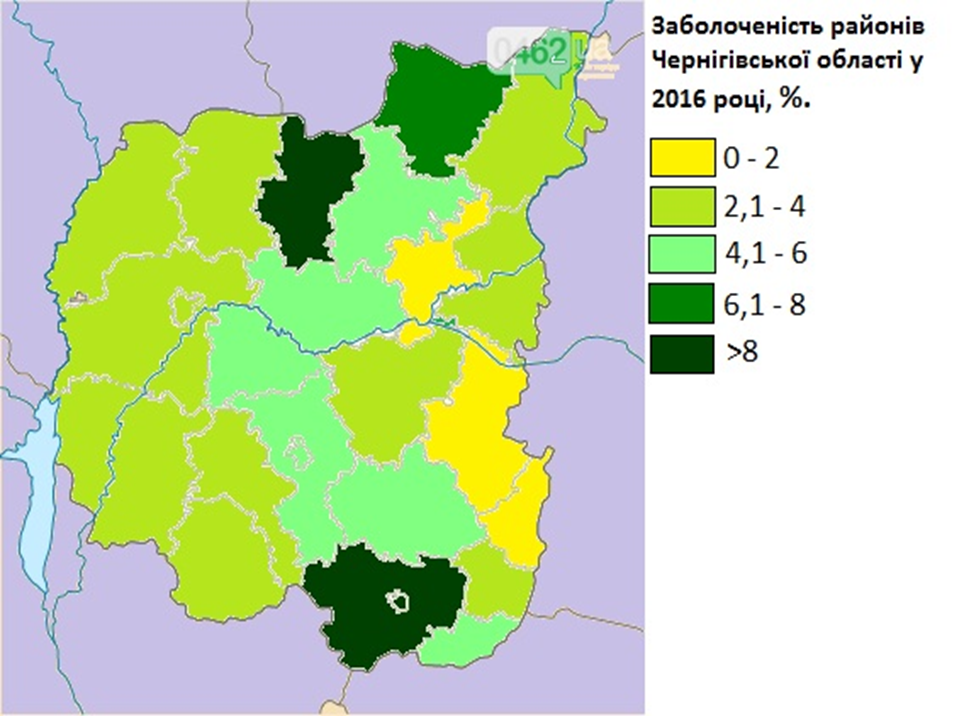 0462
ua
Заболоченість районів
Чернігівської області у
2016 році, %.
0 - 2
2,1 - 4
4,1 - 6
6,1 - 8
>8